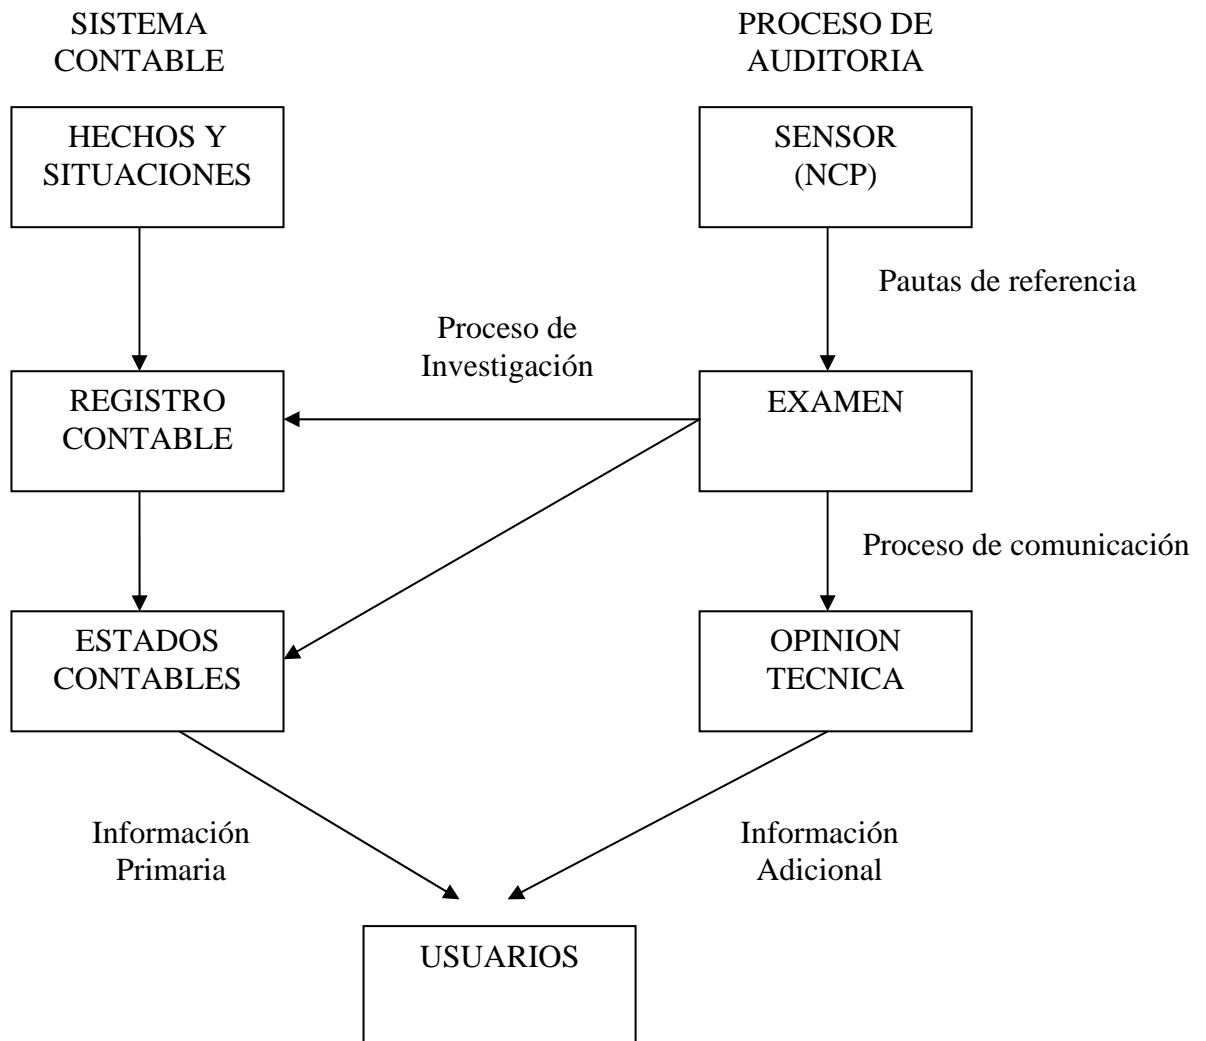 SISTEMA
CONTABLE
PROCESO DE
AUDITORIA
HECHOS Y
SITUACIONES
SENSOR
(NCP)
Pautas de referencia
Proceso de
Investigación
REGISTRO
CONTABLE
EXAMEN
Proceso de comunicación
ESTADOS
CONTABLES
OPINION
TECNICA
Información
Primaria
Información
Adicional
USUARIOS